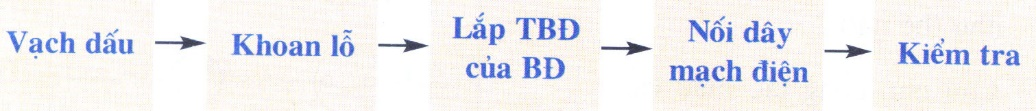 Vạch dấu
Khoan lỗ
Lắp TBĐ
của BĐ
Nối dây
mạch điện
Kiểm tra